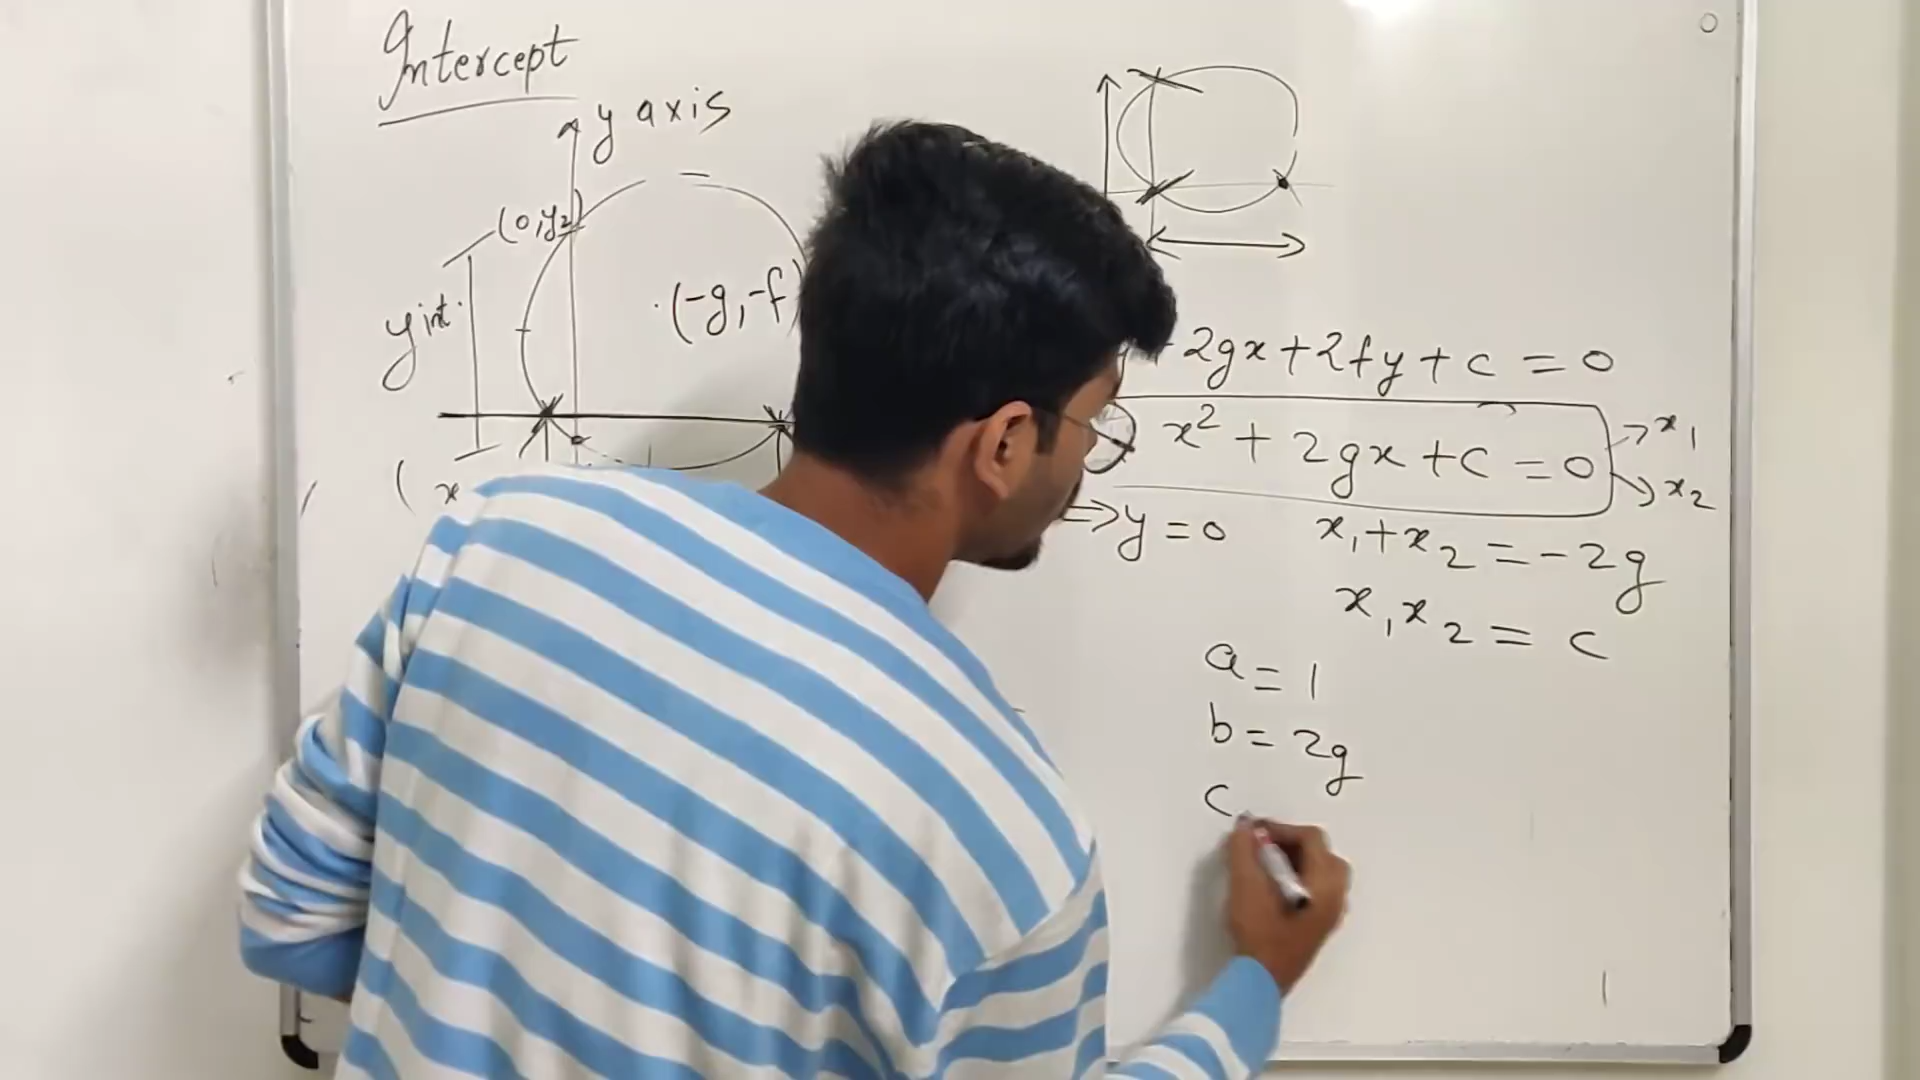 Intercept
y axis
(0, y₂)
y int.
(-g, -f)
2gx + 2fy + c = 0
x² + 2gx + c = 0
x₁
x₂
⇒ y = 0
x₁ + x₂ = -2g
x₁x₂ = c
a = 1
b = 2g
c
( x